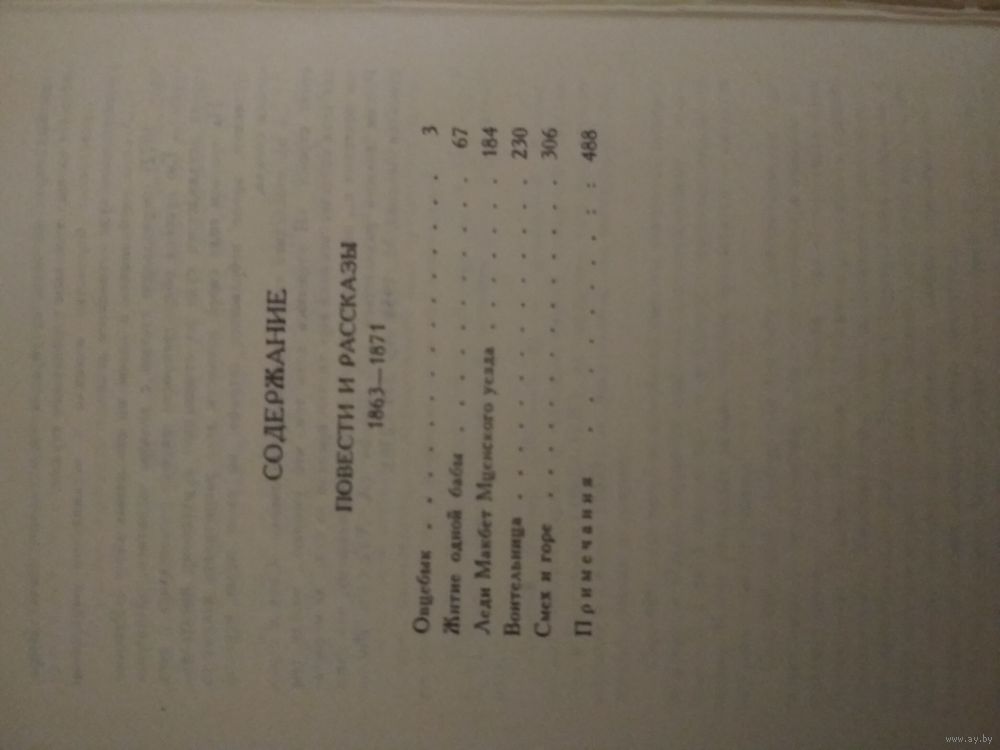 СОДЕРЖАНИЕ
ПОВЕСТИ И РАССКАЗЫ
1863—1871
Овцебык . . . . . . . . . . . . . . 3
Житие одной бабы . . . . . . . . . . . 67
Леди Макбет Мценского уезда . . . . . . . 184
Воительница . . . . . . . . . . . . . 230
Смех и горе . . . . . . . . . . . . . 306
Примечания . . . . . . . : : 488
www.ay.by